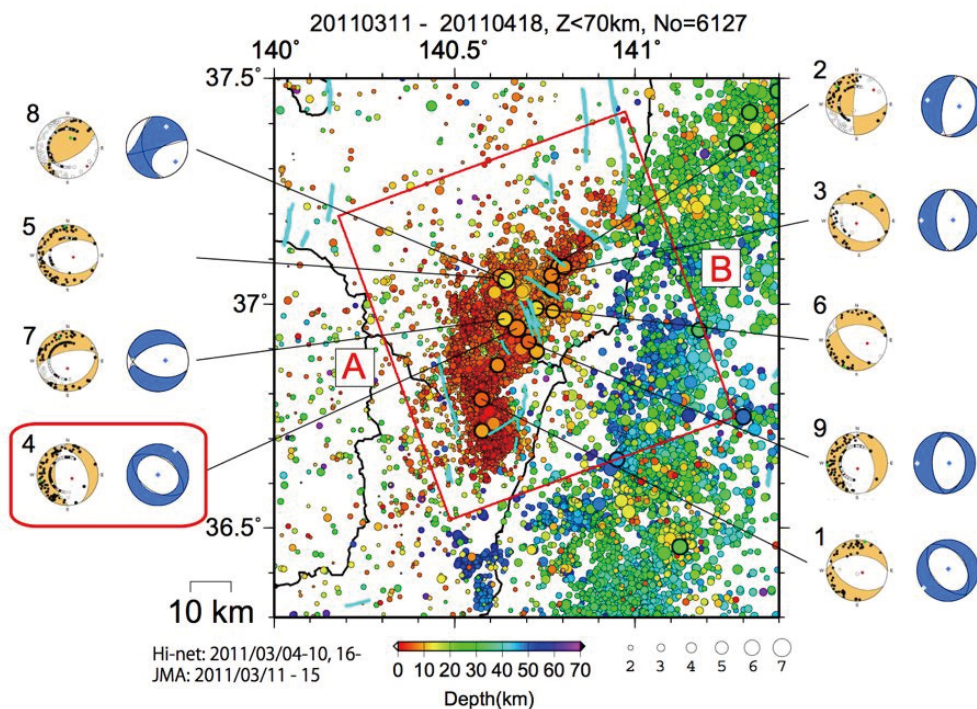 20110311 - 20110418, Z<70km, No=6127
140˚ 140.5˚ 141˚
37.5˚
37˚
36.5˚
8
5
7
4
2
3
6
9
1
A
B
10 km
Hi-net: 2011/03/04-10, 16-
JMA: 2011/03/11 - 15
0 10 20 30 40 50 60 70
Depth(km)
2 3 4 5 6 7